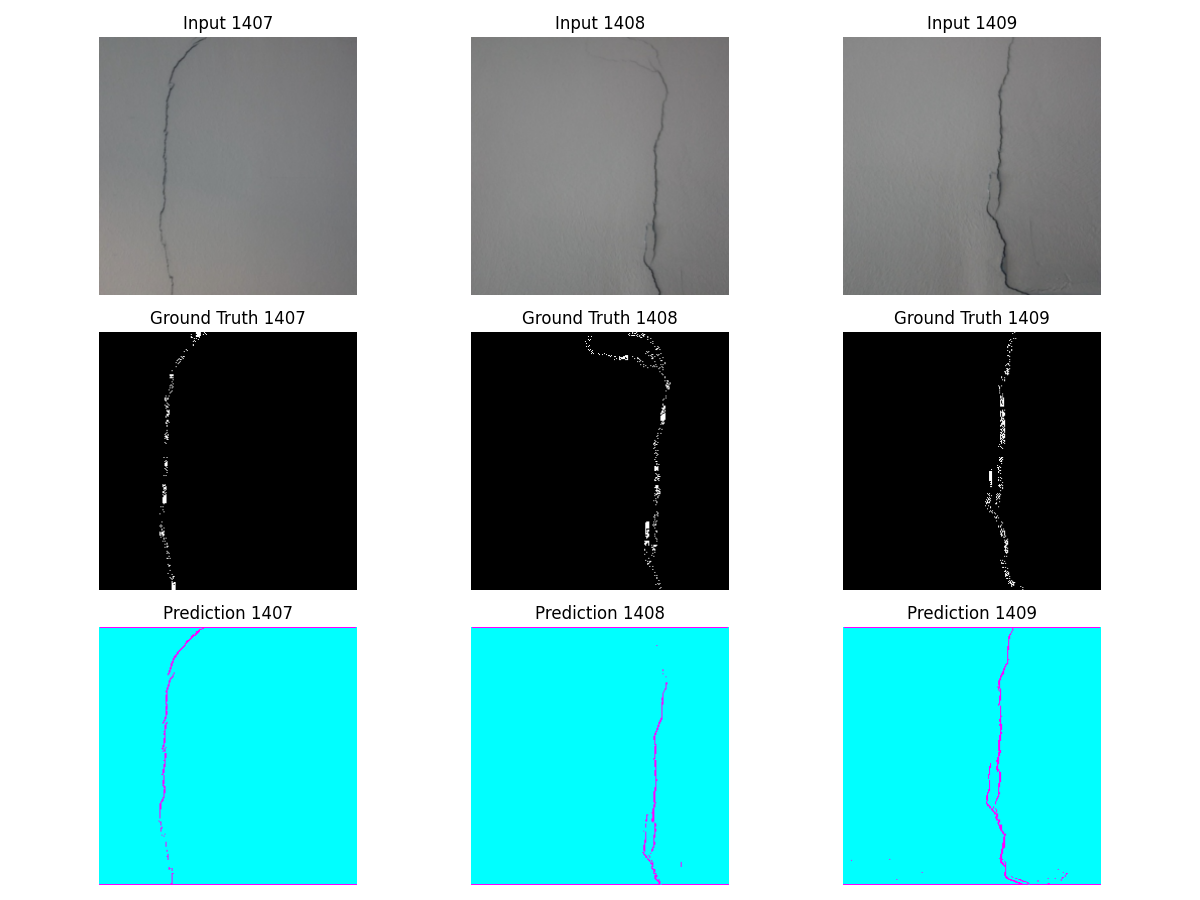 Input 1407
Input 1408
Input 1409
Ground Truth 1407
Ground Truth 1408
Ground Truth 1409
Prediction 1407
Prediction 1408
Prediction 1409